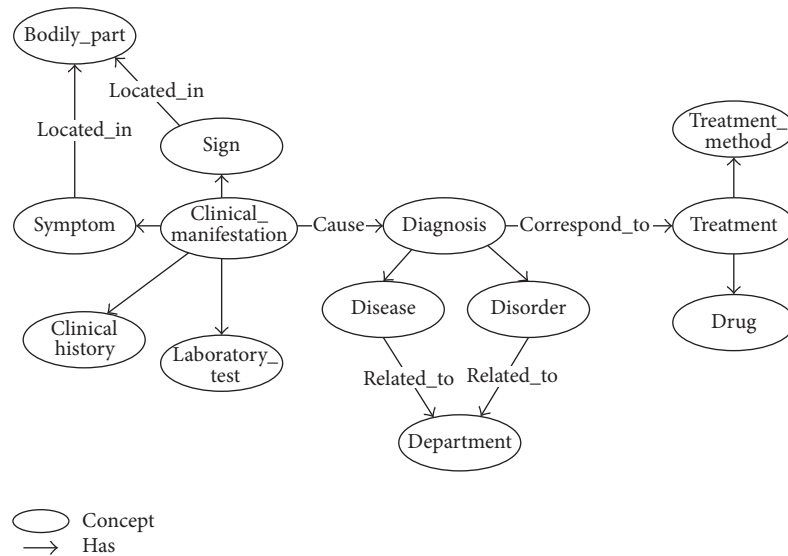 Bodily_part
Located_in
Located_in
Sign
Treatment_
method
Symptom
Clinical_
manifestation
Cause
Diagnosis
Correspond_to
Treatment
Clinical
history
Laboratory_
test
Disease
Disorder
Drug
Related_to
Related_to
Department
Concept
Has